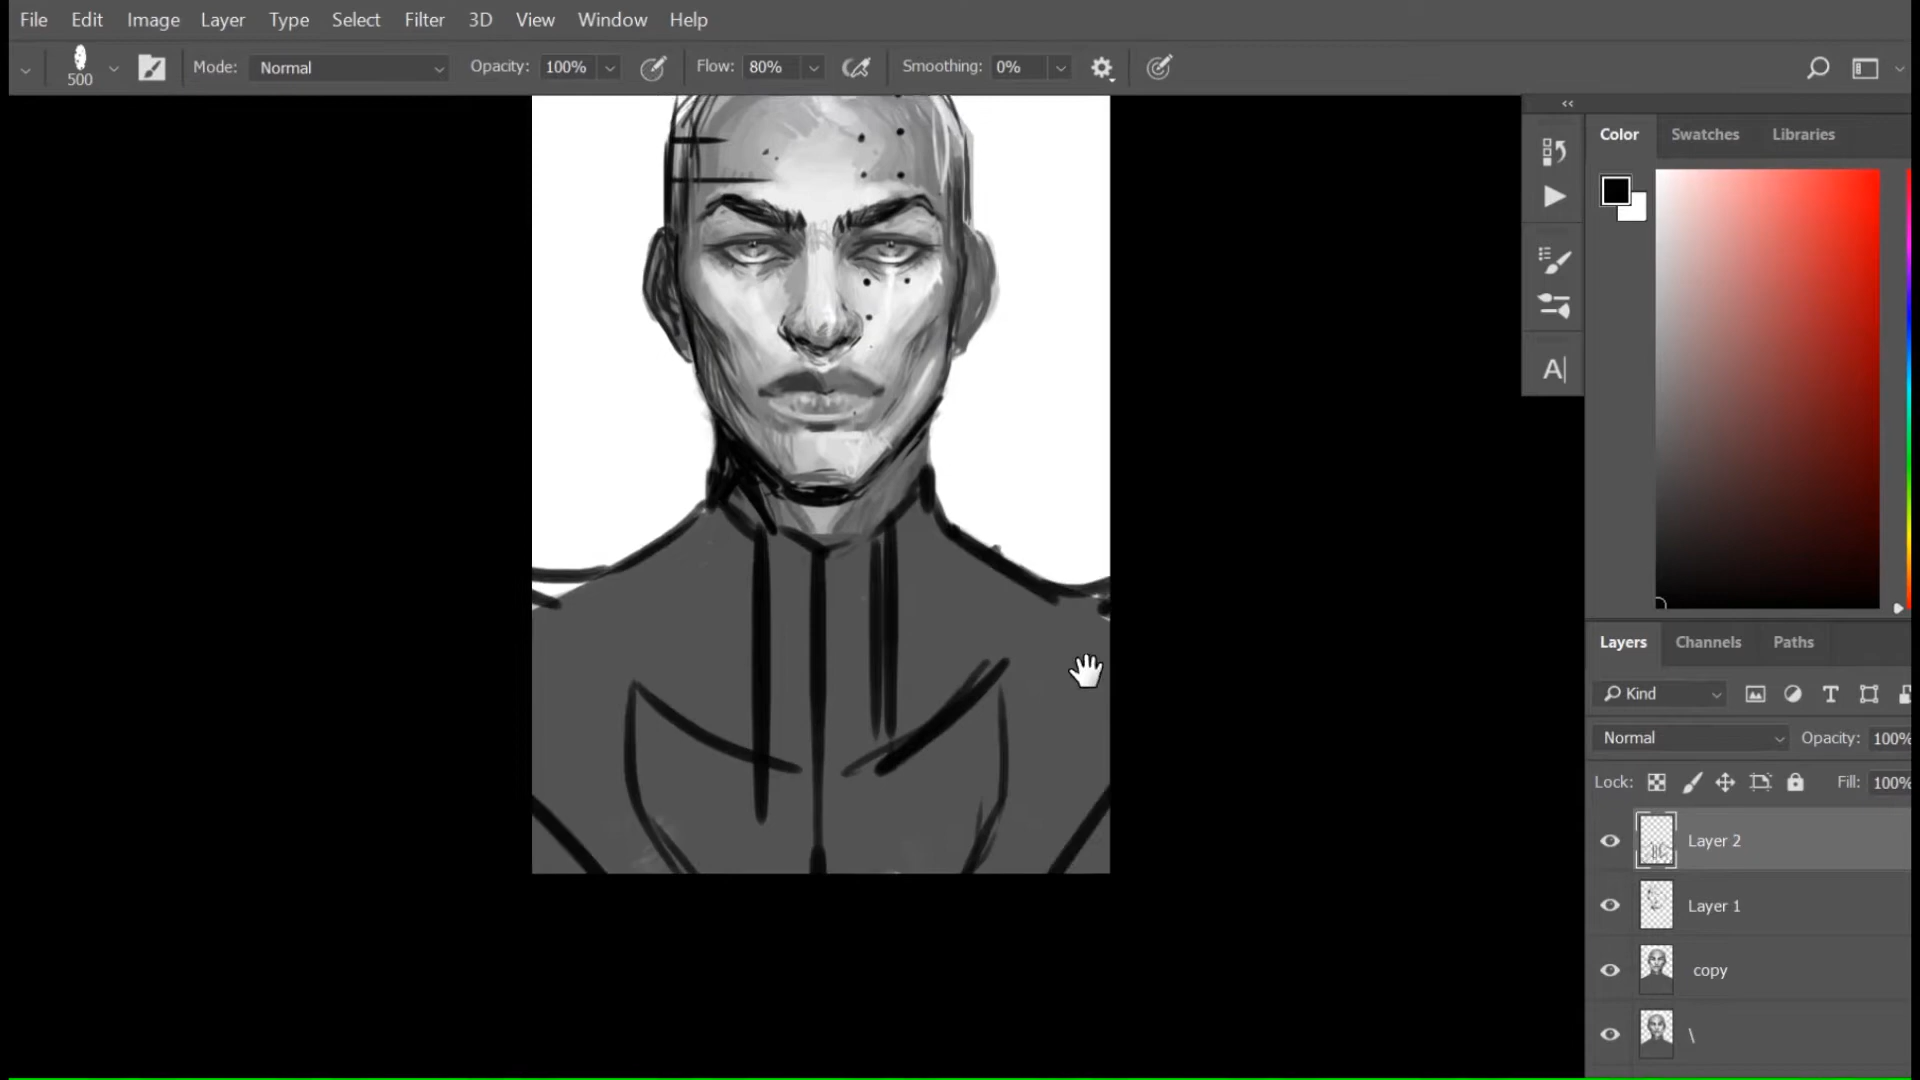 File Edit Image Layer Type Select Filter 3D View Window Help
500 Mode: Normal Opacity: 100% Flow: 80% Smoothing: 0%
Color Swatches Libraries
A|
Layers Channels Paths
Kind
Normal Opacity: 100%
Lock: Fill: 100%
Layer 2
Layer 1
copy
\